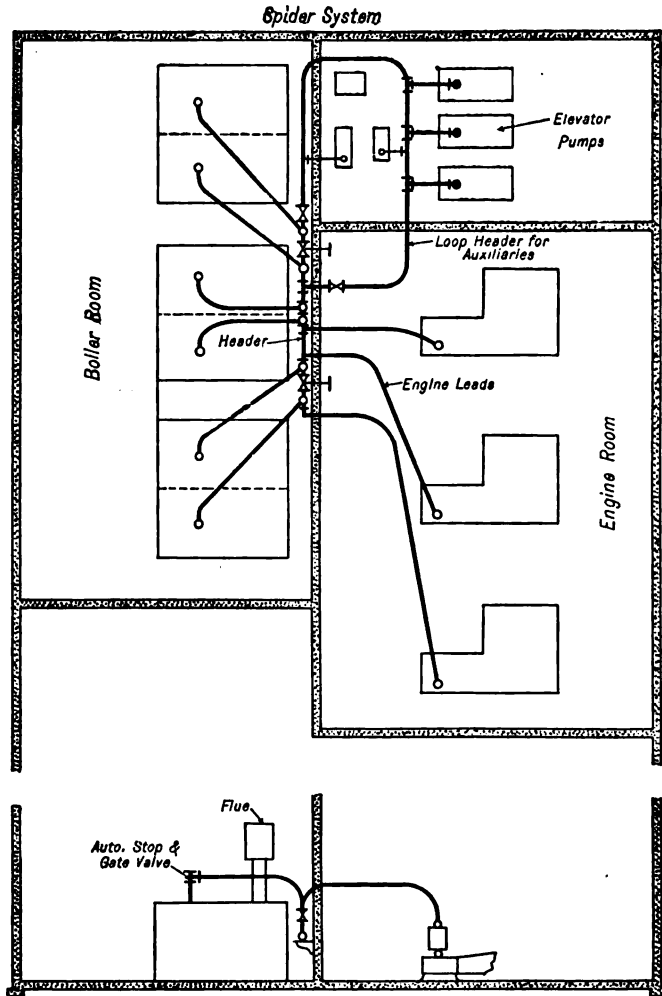 Spider System
Elevator
Pumps
Loop Header for
Auxiliaries
Boiler Room
Header
Engine Leads
Engine Room
Flue
Auto. Stop &
Gate Valve